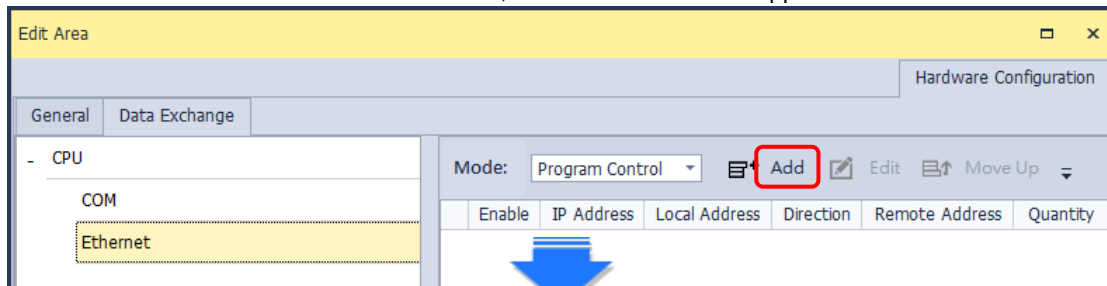 Edit Area
Hardware Configuration
General Data Exchange
- CPU
COM
Ethernet
Mode: Program Control Add Edit Move Up
Enable IP Address Local Address Direction Remote Address Quantity